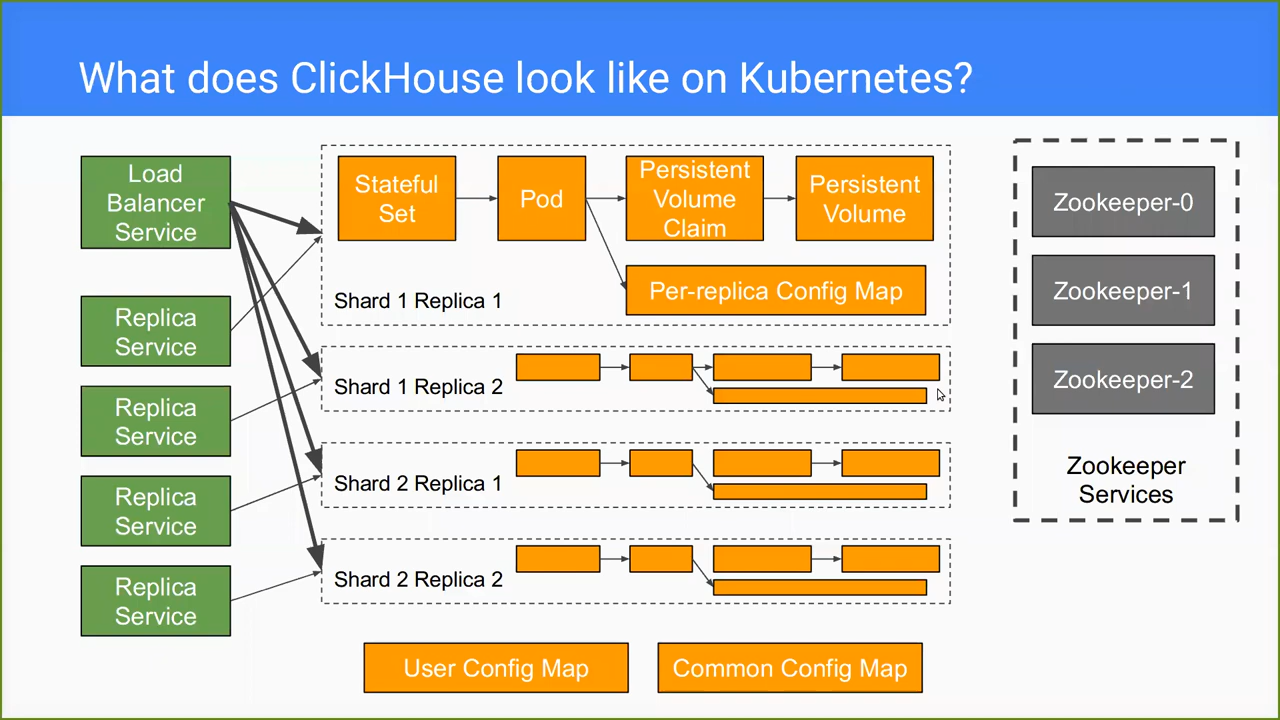 What does ClickHouse look like on Kubernetes?
Load
Balancer
Service
Replica
Service
Replica
Service
Replica
Service
Replica
Service
Stateful
Set
Pod
Persistent
Volume
Claim
Persistent
Volume
Per-replica Config Map
Shard 1 Replica 1
Shard 1 Replica 2
Shard 2 Replica 1
Shard 2 Replica 2
User Config Map
Common Config Map
Zookeeper-0
Zookeeper-1
Zookeeper-2
Zookeeper
Services